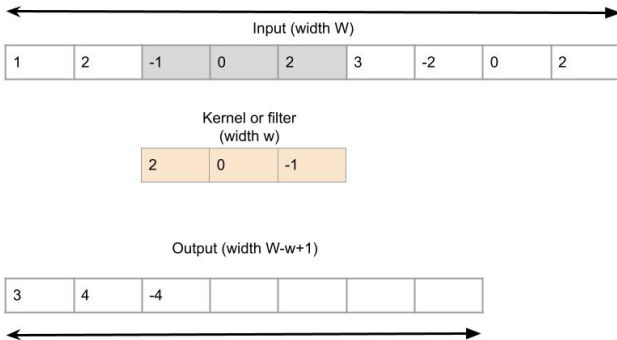 Input (width W)
1 2 -1 0 2 3 -2 0 2
Kernel or filter
(width w)
2 0 -1
Output (width W-w+1)
3 4 -4